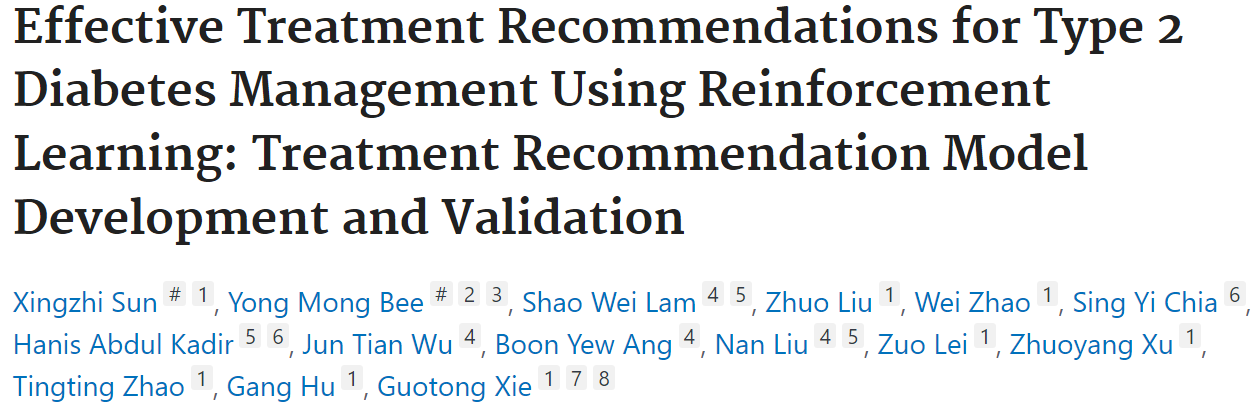 Effective Treatment Recommendations for Type 2
Diabetes Management Using Reinforcement
Learning: Treatment Recommendation Model
Development and Validation
Xingzhi Sun # 1, Yong Mong Bee # 2 3, Shao Wei Lam 4 5, Zhuo Liu 1, Wei Zhao 1, Sing Yi Chia 6,
Hanis Abdul Kadir 5 6, Jun Tian Wu 4, Boon Yew Ang 4, Nan Liu 4 5, Zuo Lei 1, Zhuoyang Xu 1,
Tingting Zhao 1, Gang Hu 1, Guotong Xie 1 7 8